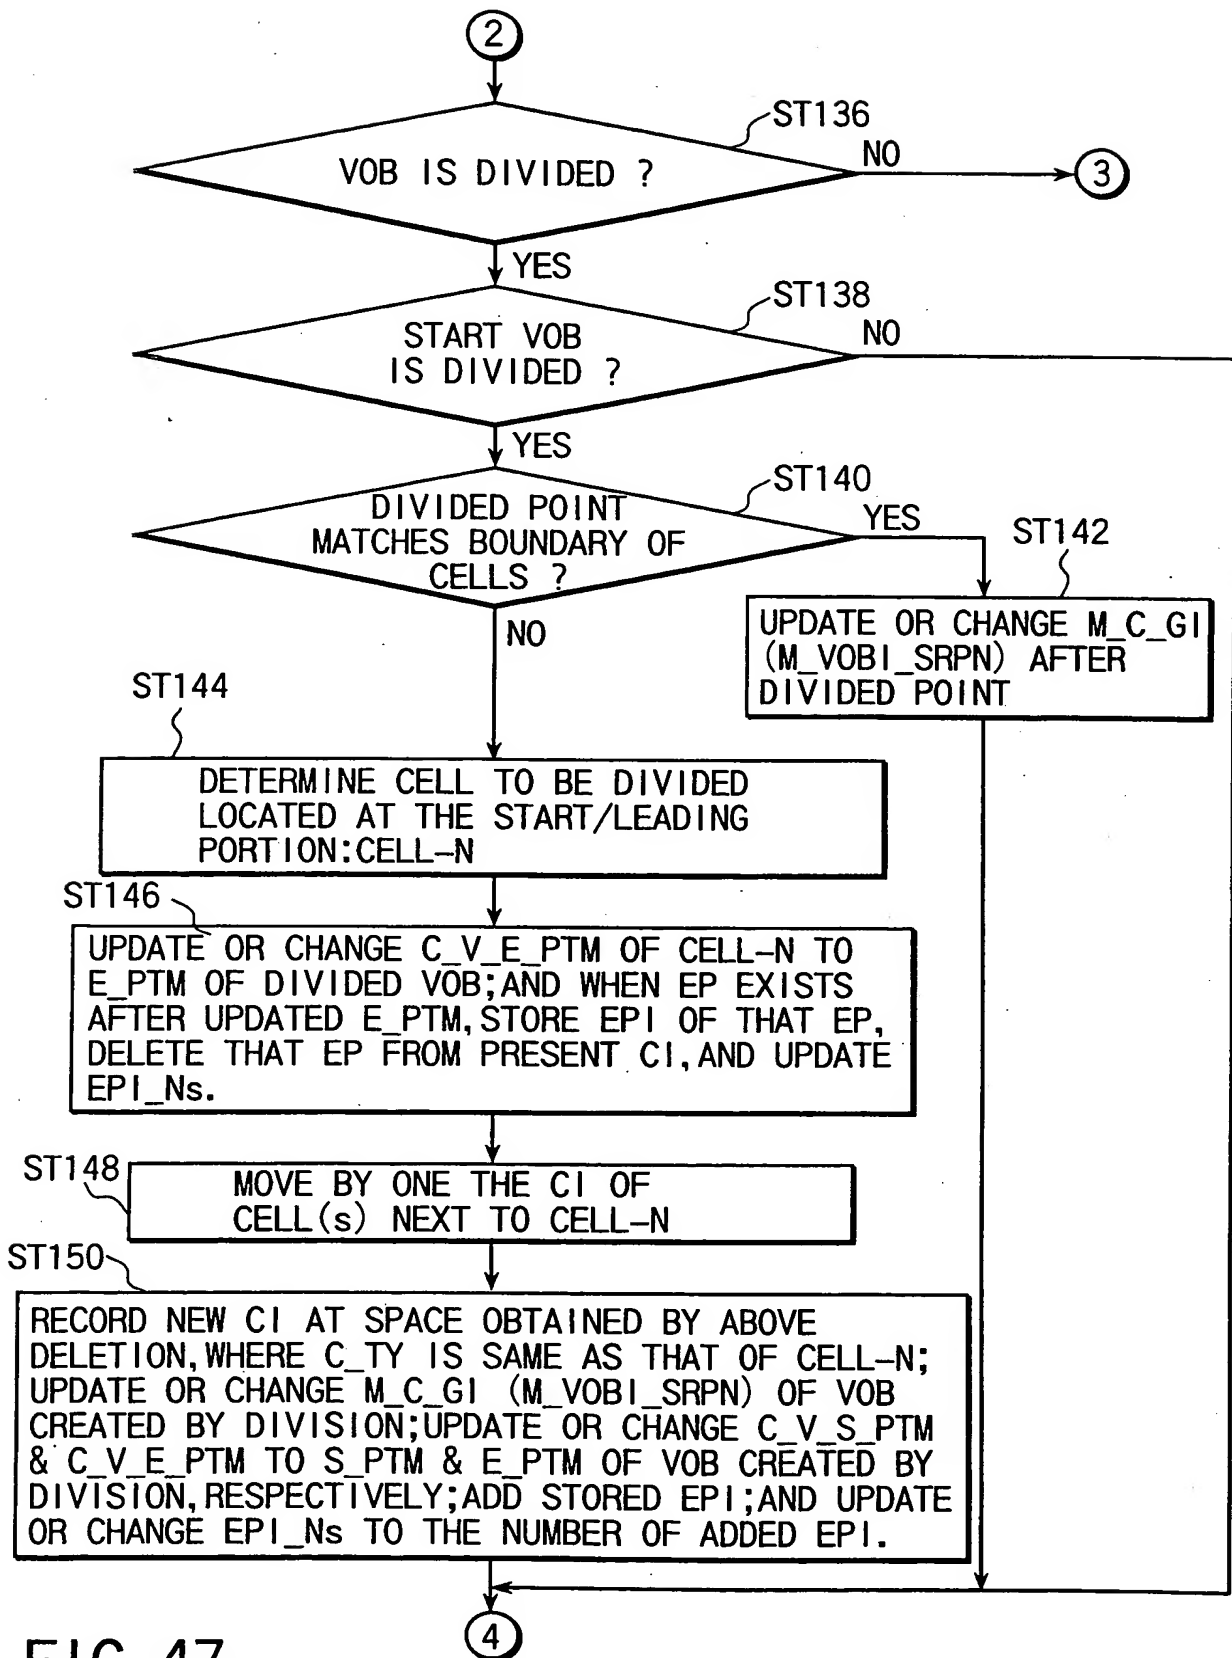 2
ST136
VOB IS DIVIDED ?
NO
3
YES
ST138
START VOB
IS DIVIDED ?
NO
YES
ST140
DIVIDED POINT
MATCHES BOUNDARY OF
CELLS ?
YES
ST142
NO
UPDATE OR CHANGE M_C_GI
(M_VOBI_SRPN) AFTER
DIVIDED POINT
ST144
DETERMINE CELL TO BE DIVIDED
LOCATED AT THE START/LEADING
PORTION:CELL-N
ST146
UPDATE OR CHANGE C_V_E_PTM OF CELL-N TO
E_PTM OF DIVIDED VOB;AND WHEN EP EXISTS
AFTER UPDATED E_PTM,STORE EPI OF THAT EP,
DELETE THAT EP FROM PRESENT CI,AND UPDATE
EPI_Ns.
ST148
MOVE BY ONE THE CI OF
CELL(s) NEXT TO CELL-N
ST150
RECORD NEW CI AT SPACE OBTAINED BY ABOVE
DELETION,WHERE C_TY IS SAME AS THAT OF CELL-N;
UPDATE OR CHANGE M_C_GI (M_VOBI_SRPN) OF VOB
CREATED BY DIVISION;UPDATE OR CHANGE C_V_S_PTM
& C_V_E_PTM TO S_PTM & E_PTM OF VOB CREATED BY
DIVISION,RESPECTIVELY;ADD STORED EPI;AND UPDATE
OR CHANGE EPI_Ns TO THE NUMBER OF ADDED EPI.
4
FIG. 47